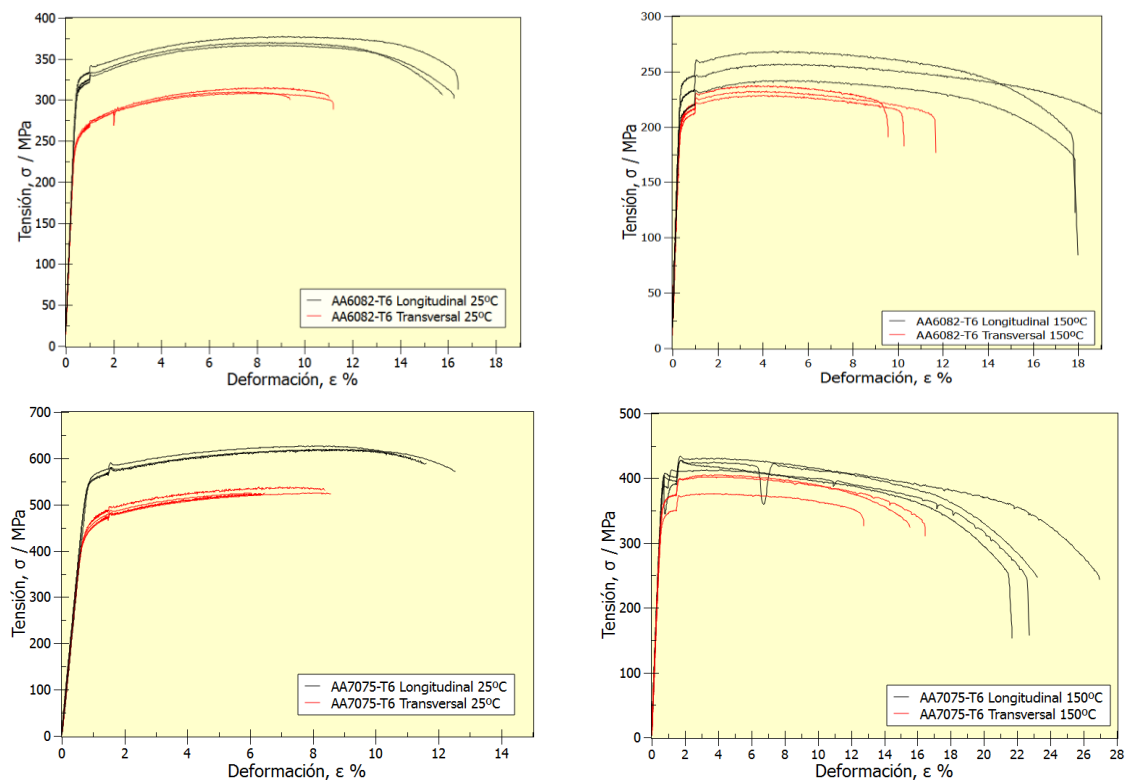 400
350
300
250
200
150
100
50
0
Tensión, σ / MPa
AA6082-T6 Longitudinal 25ºC
AA6082-T6 Transversal 25ºC
0 2 4 6 8 10 12 14 16 18
Deformación, ε %
300
250
200
150
100
50
0
Tensión, σ / MPa
AA6082-T6 Longitudinal 150ºC
AA6082-T6 Transversal 150ºC
0 2 4 6 8 10 12 14 16 18
Deformación, ε %
700
600
500
400
300
200
100
0
Tensión, σ / MPa
AA7075-T6 Longitudinal 25ºC
AA7075-T6 Transversal 25ºC
0 2 4 6 8 10 12 14
Deformación, ε %
500
400
300
200
100
0
Tensión, σ / MPa
AA7075-T6 Longitudinal 150ºC
AA7075-T6 Transversal 150ºC
0 2 4 6 8 10 12 14 16 18 20 22 24 26 28
Deformación, ε %